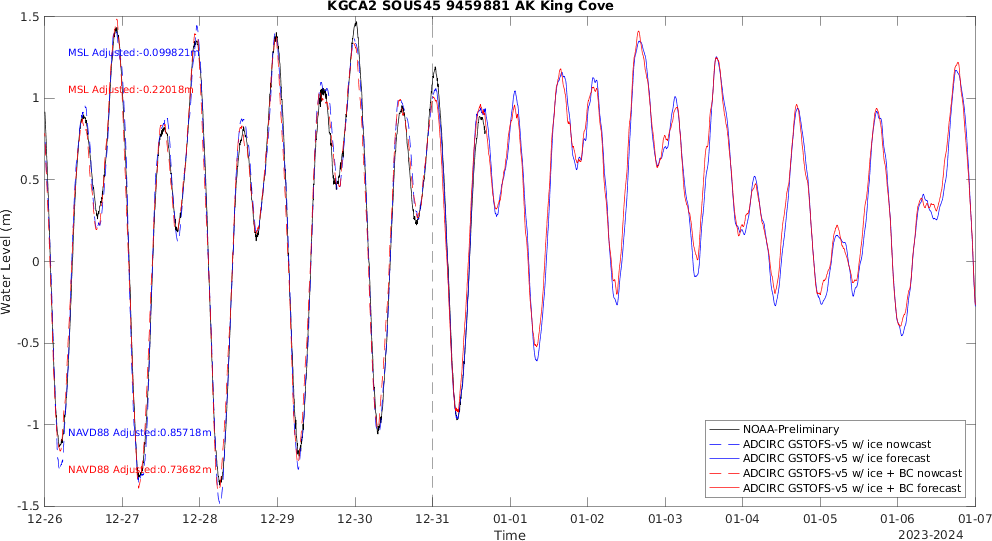 KGCA2 SOUS45 9459881 AK King Cove
1.5
1
0.5
0
-0.5
-1
-1.5
Water Level (m)
MSL Adjusted:-0.099821m
MSL Adjusted:-0.22018m
NAVD88 Adjusted:0.85718m
NAVD88 Adjusted:0.73682m
NOAA-Preliminary
ADCIRC GSTOFS-v5 w/ ice nowcast
ADCIRC GSTOFS-v5 w/ ice forecast
ADCIRC GSTOFS-v5 w/ ice + BC nowcast
ADCIRC GSTOFS-v5 w/ ice + BC forecast
12-26 12-27 12-28 12-29 12-30 12-31 01-01 01-02 01-03 01-04 01-05 01-06 01-07
Time
2023-2024